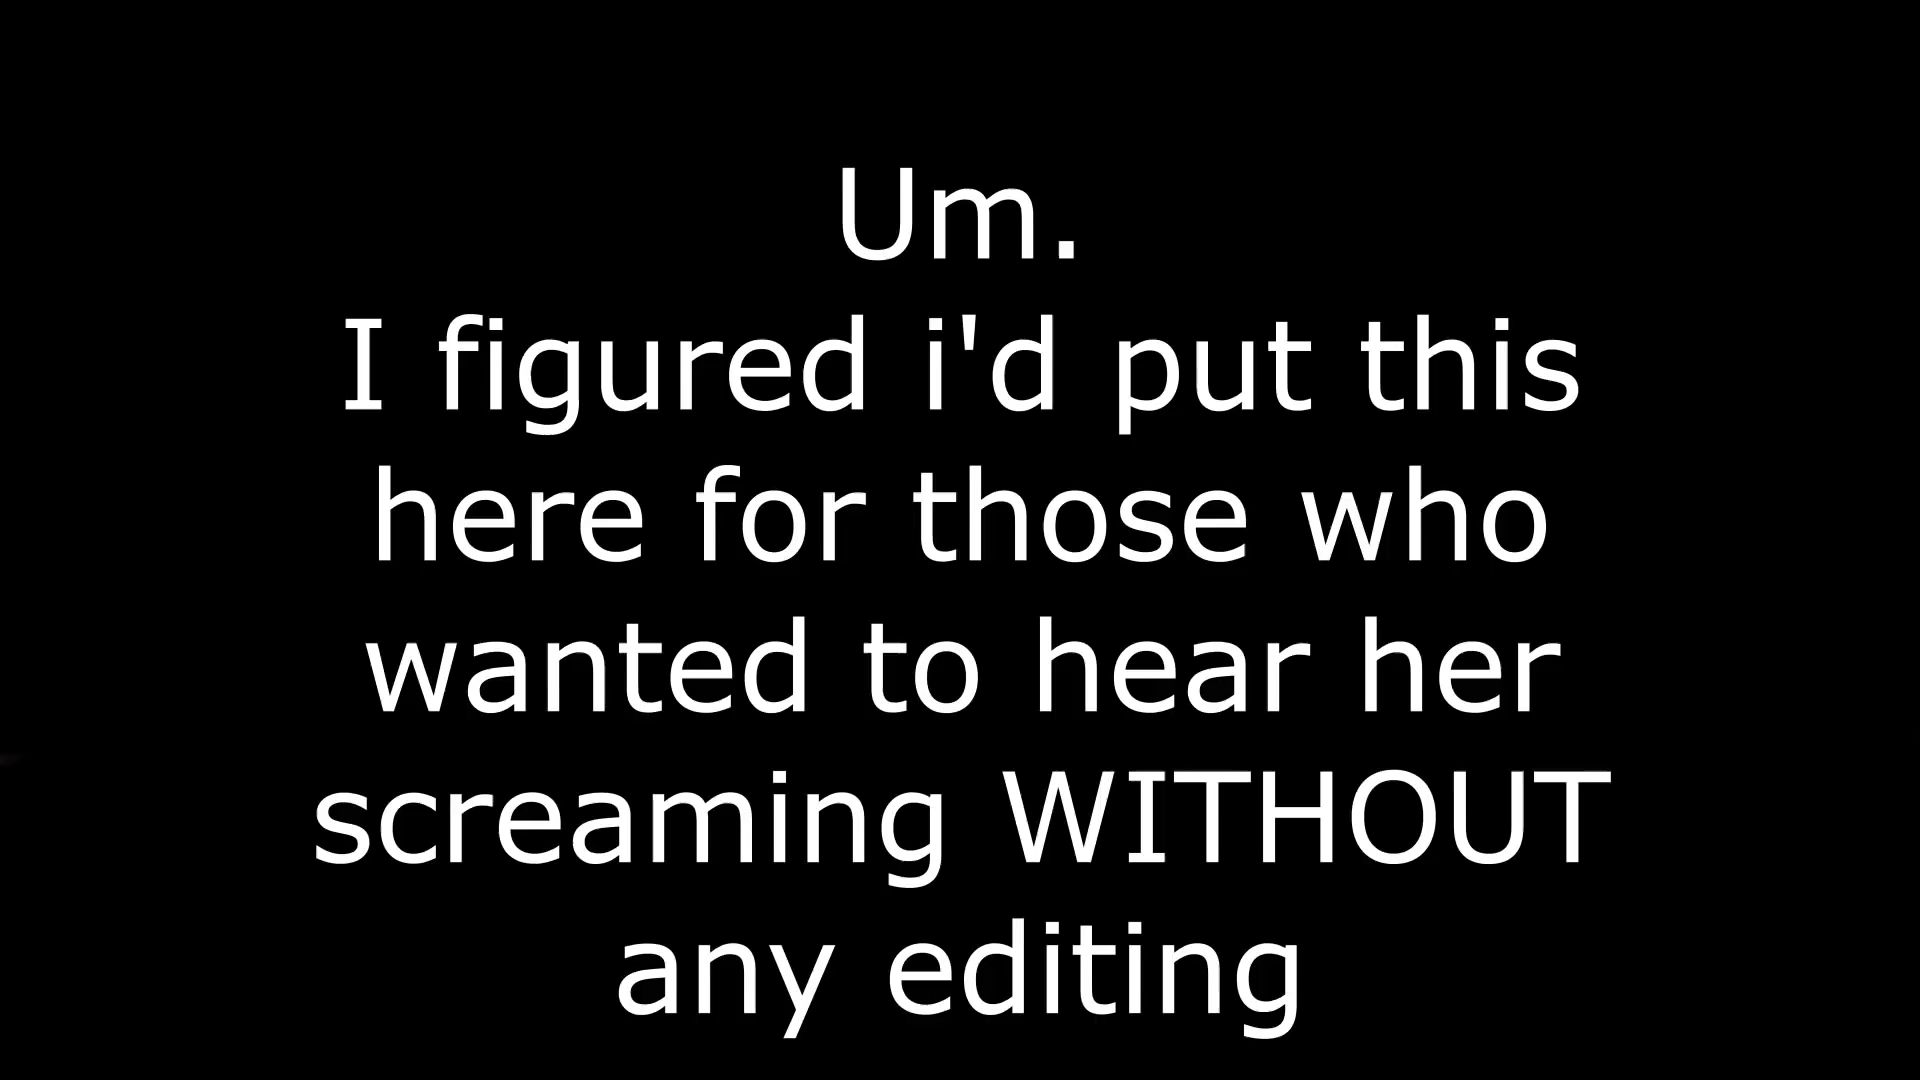 Um.
I figured i'd put this
here for those who
wanted to hear her
screaming WITHOUT
any editing